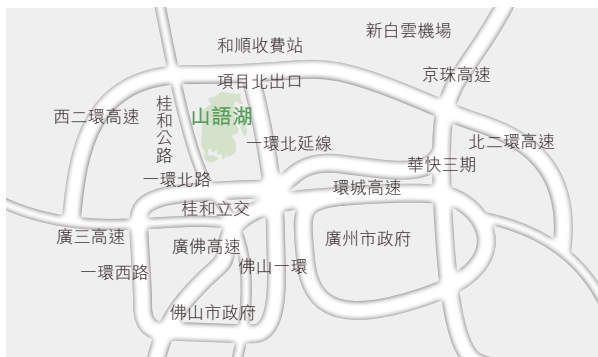 新白雲機場
和順收費站
京珠高速
項目北出口
桂和公路
山語湖
西二環高速
一環北延線
北二環高速
華快三期
一環北路
環城高速
桂和立交
廣三高速
廣佛高速
廣州市政府
佛山一環
一環西路
佛山市政府